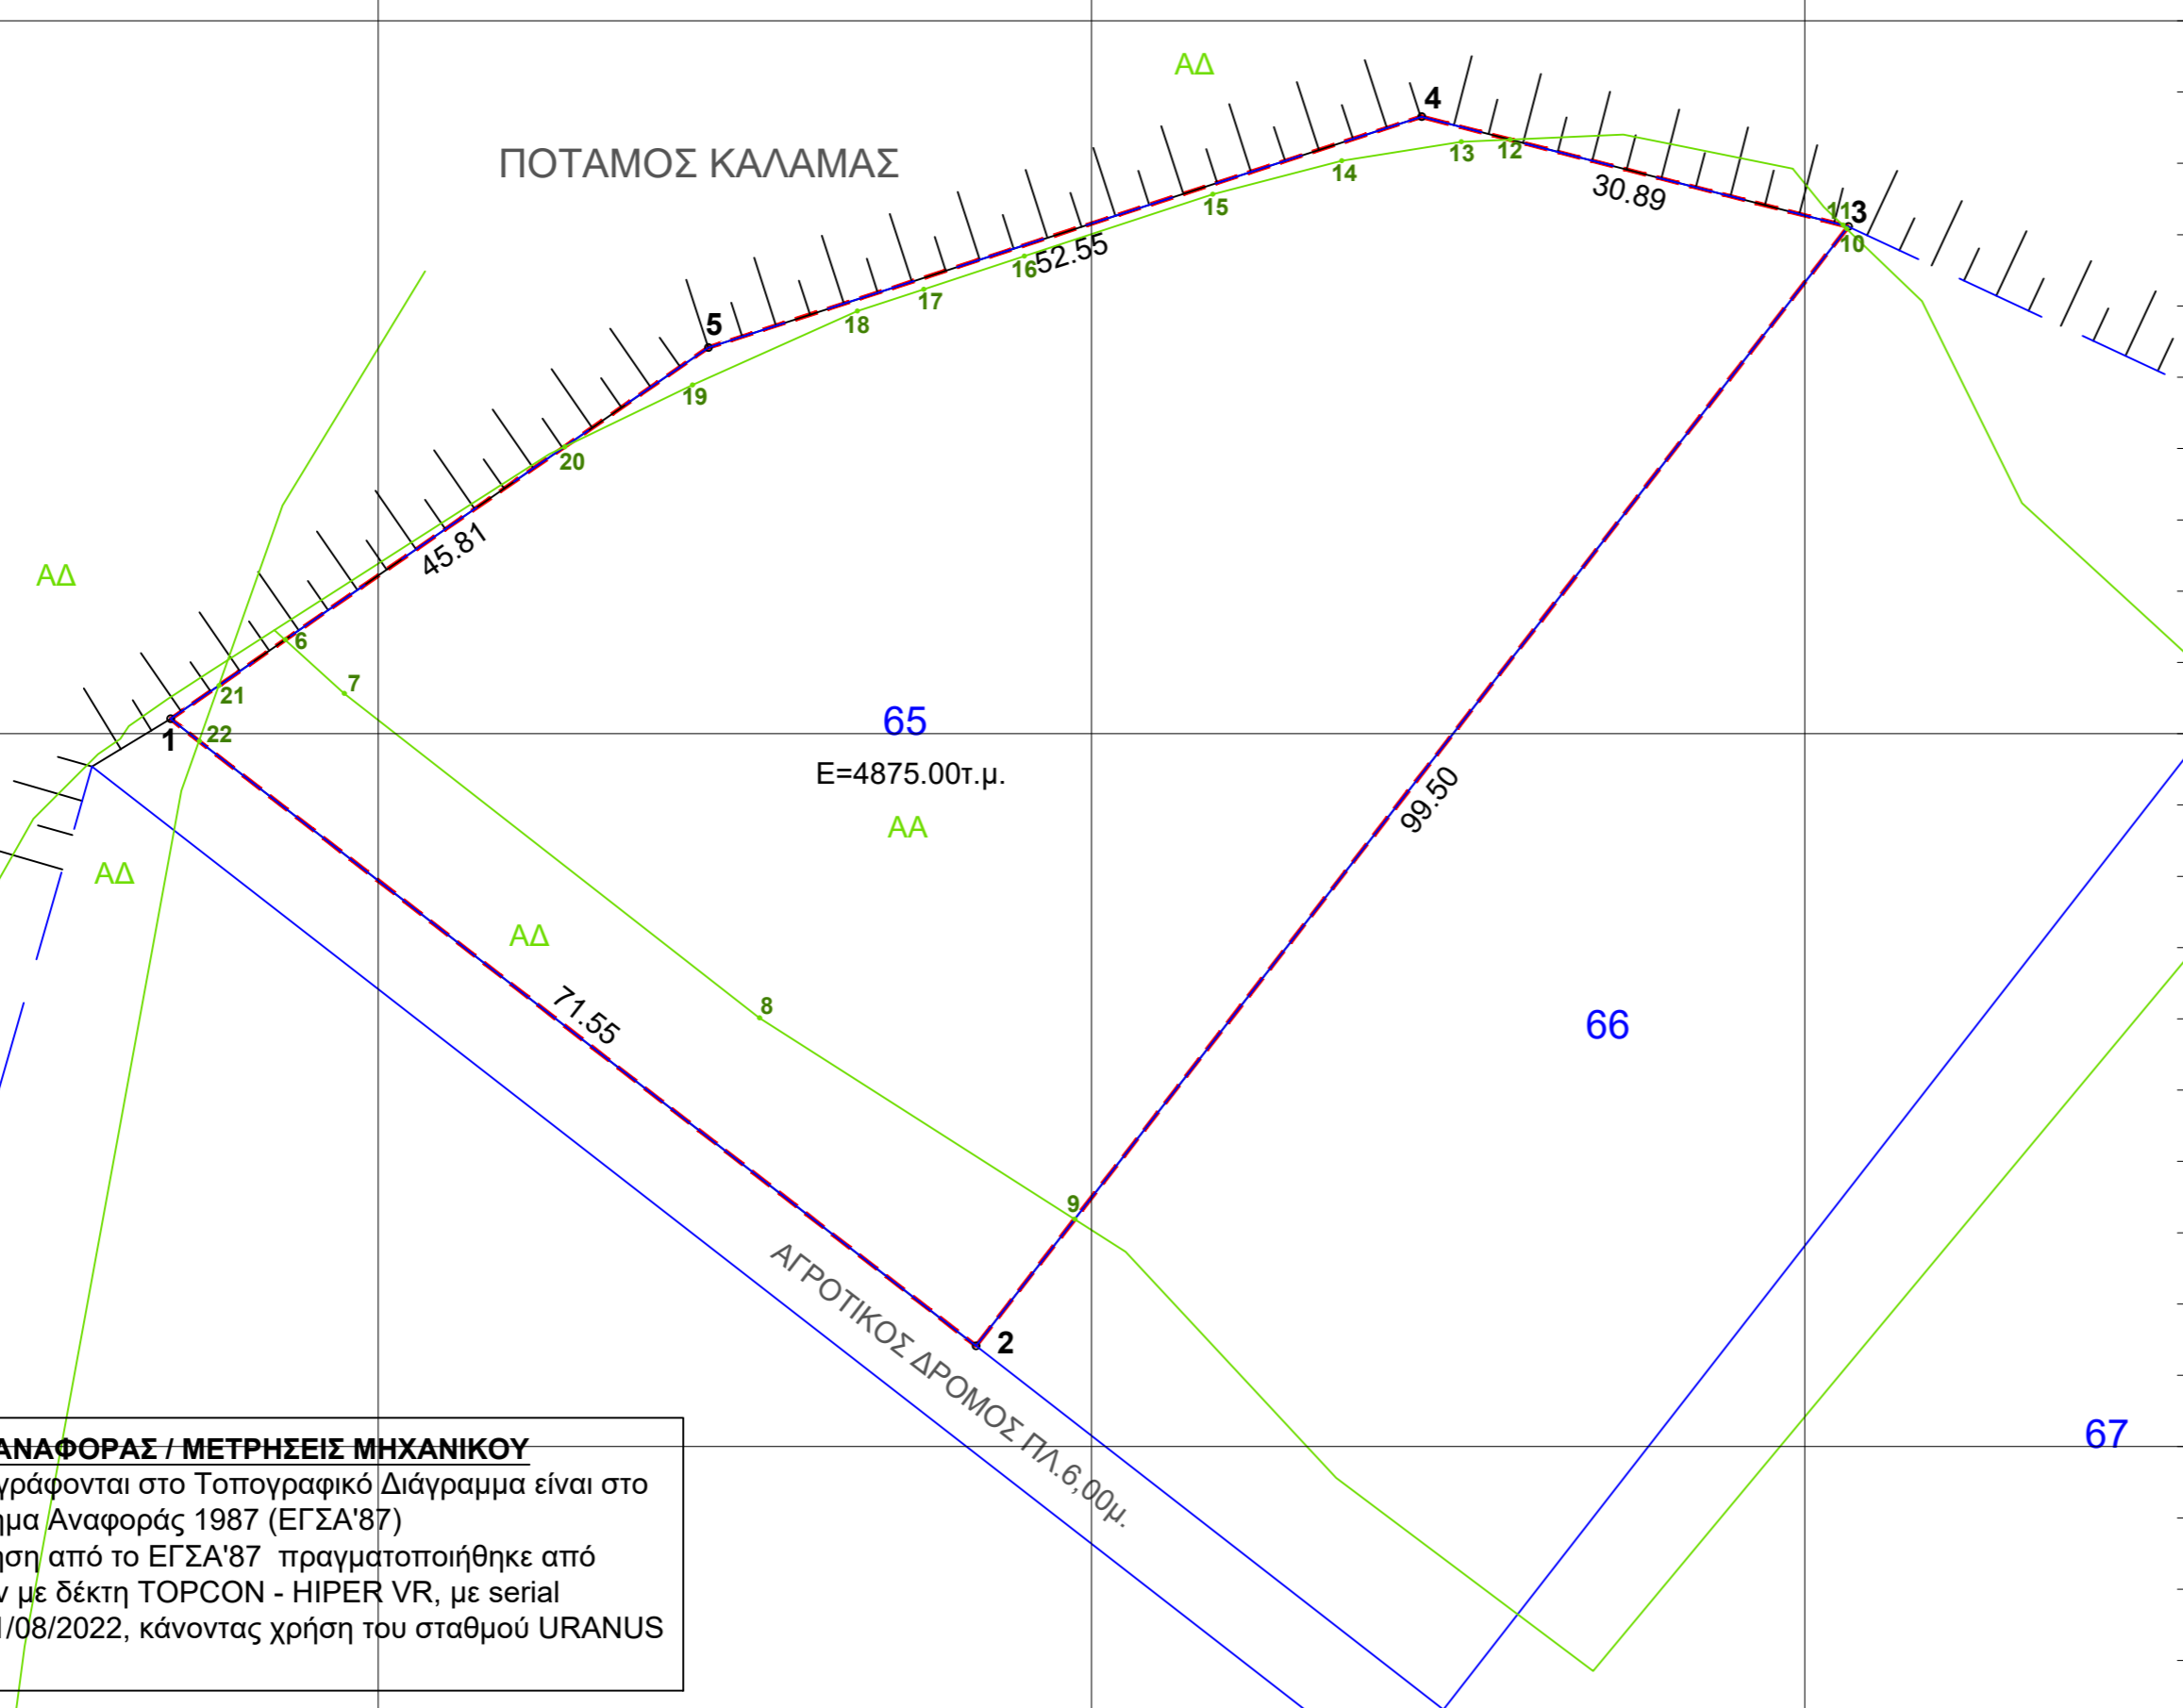 ΑΔ
4
ΠΟΤΑΜΟΣ ΚΑΛΑΜΑΣ
13
12
14
30.89
15
11
3
10
16
52.55
17
18
5
19
20
45.81
ΑΔ
6
7
21
22
1
65
Ε=4875.00τ.μ.
99.50
ΑΑ
ΑΔ
ΑΔ
71.55
8
66
9
2
ΑΓΡΟΤΙΚΟΣ ΔΡΟΜΟΣ ΠΛ.6,00μ.
67
ΑΝΑΦΟΡΑΣ / ΜΕΤΡΗΣΕΙΣ ΜΗΧΑΝΙΚΟΥ
γράφονται στο Τοπογραφικό Διάγραμμα είναι στο
ημα Αναφοράς 1987 (ΕΓΣΑ'87)
ηση από το ΕΓΣΑ'87 πραγματοποιήθηκε από
ν με δέκτη TOPCON - HIPER VR, με serial
1/08/2022, κάνοντας χρήση του σταθμού URANUS